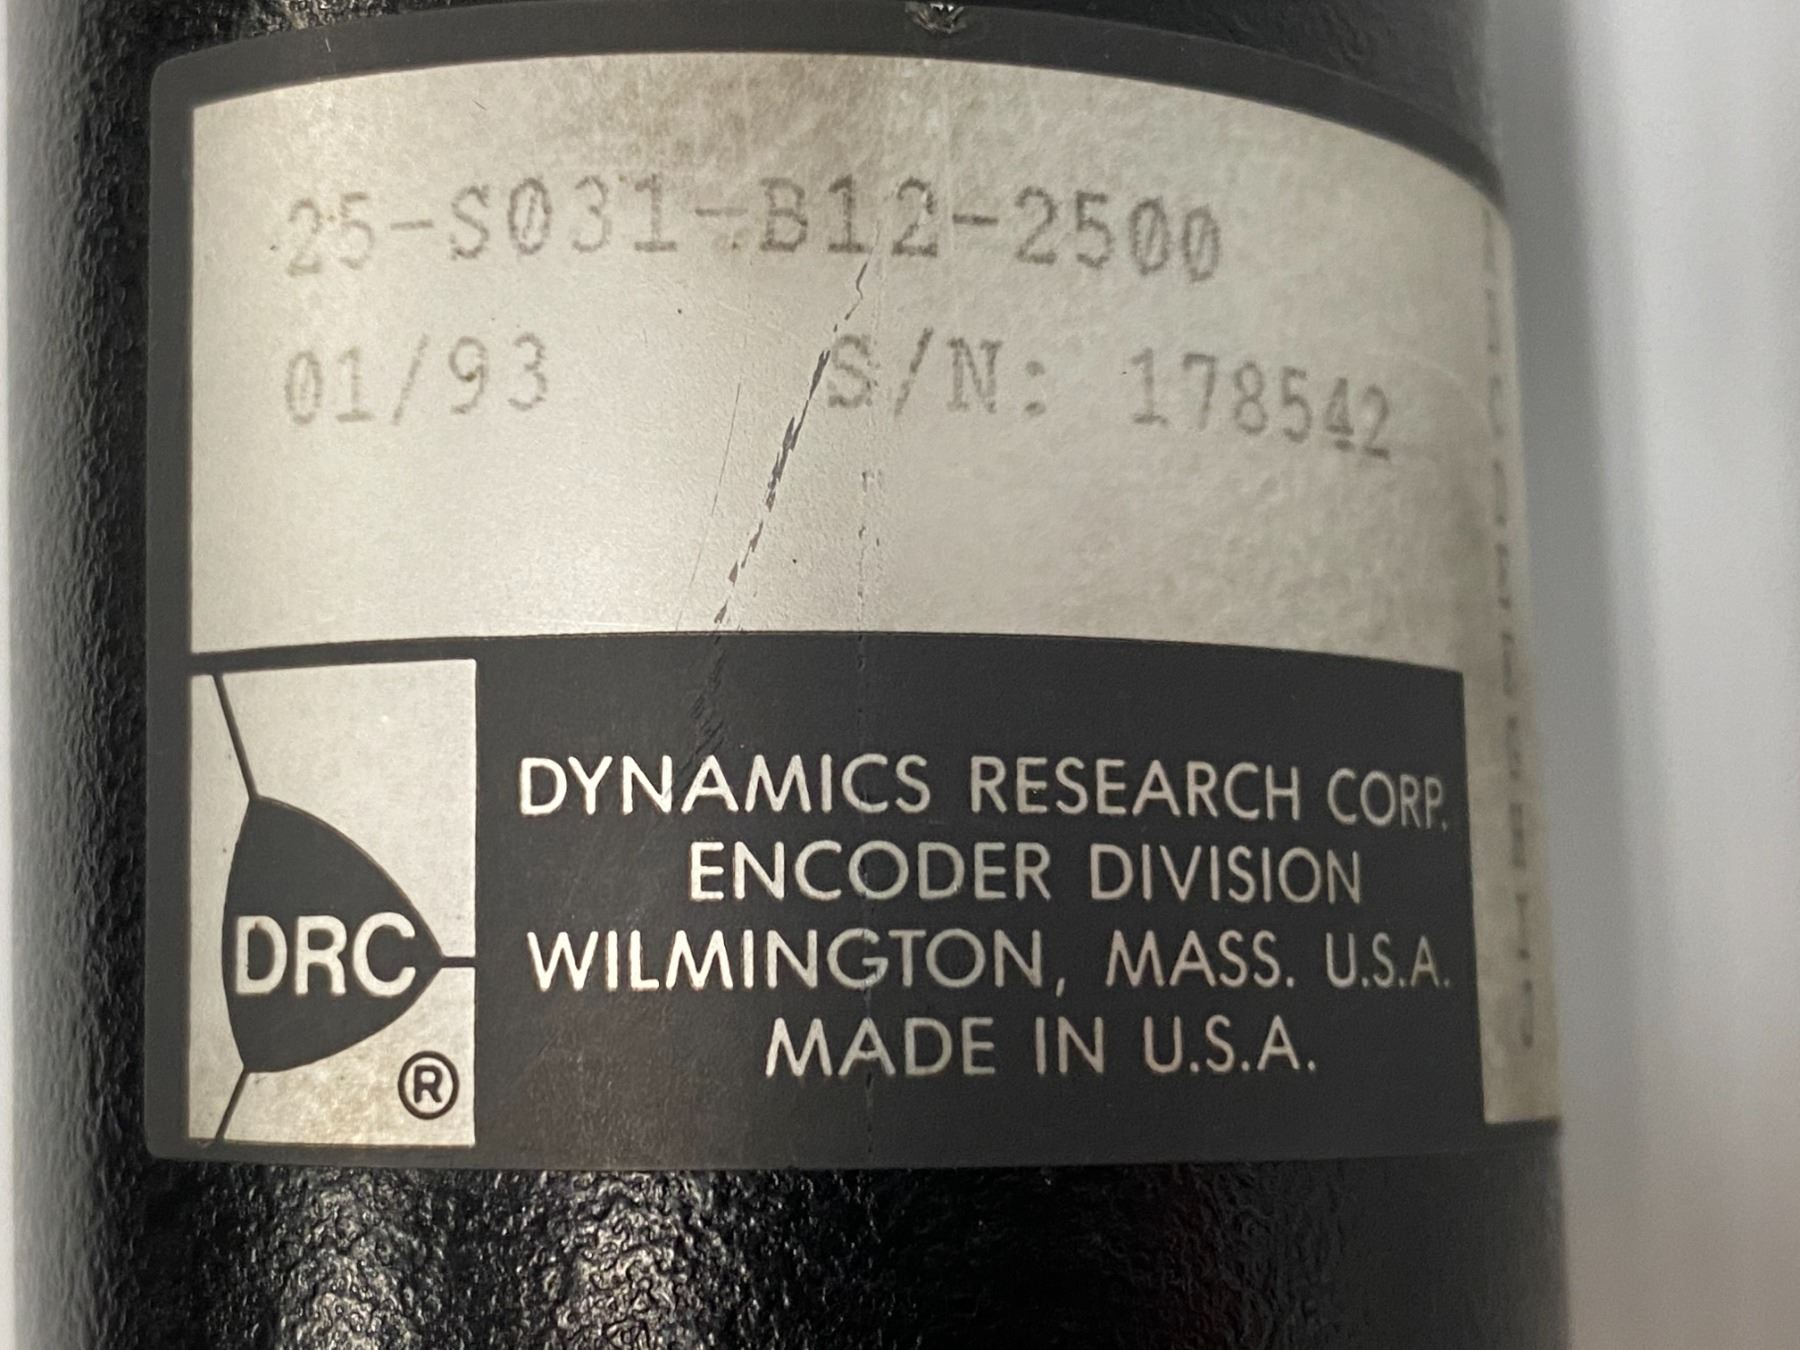 25-S031-B12-2500
01/93 S/N: 178542
DRC
®
DYNAMICS RESEARCH CORP.
ENCODER DIVISION
WILMINGTON, MASS. U.S.A.
MADE IN U.S.A.